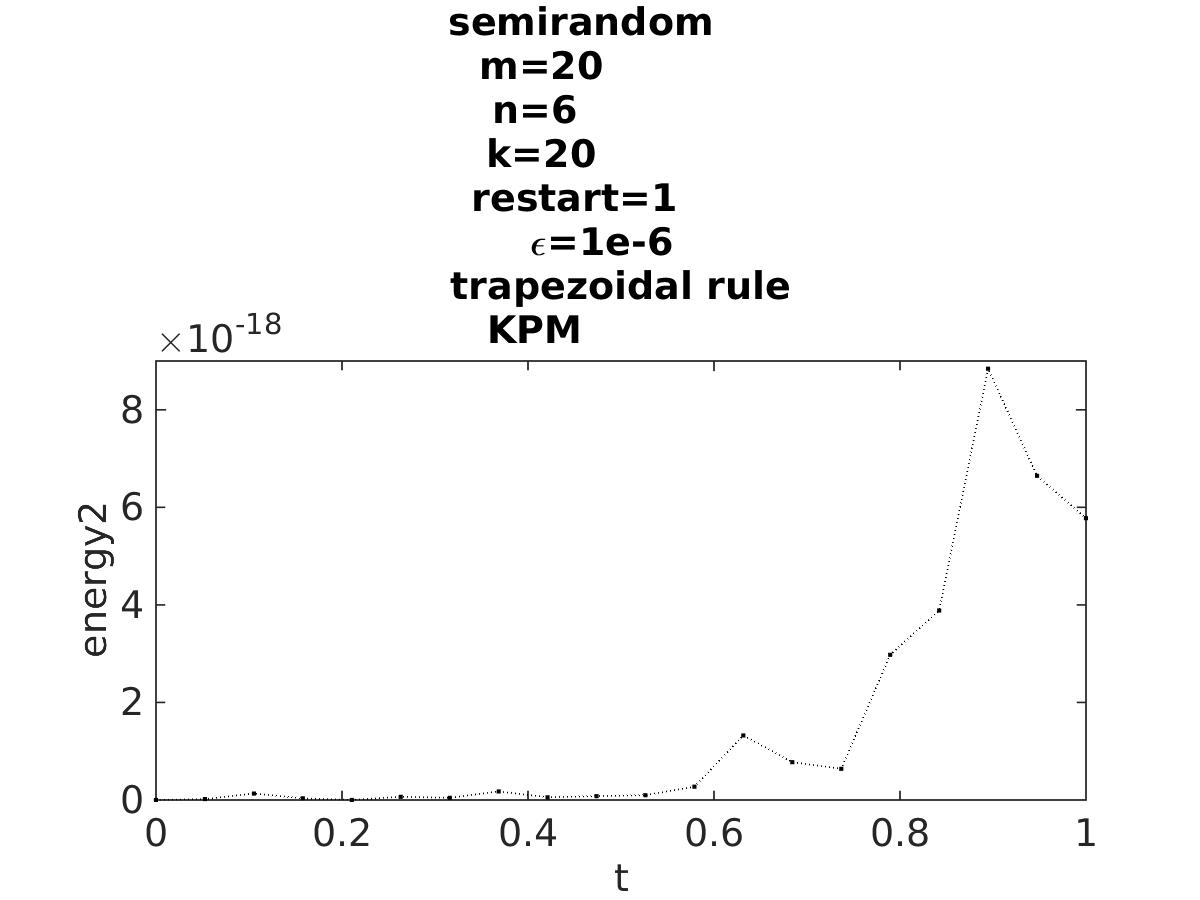 semirandom
m=20
n=6
k=20
restart=1
ϵ=1e-6
trapezoidal rule
KPM
×10-18
8
6
4
2
0
energy2
0 0.2 0.4 0.6 0.8 1
t